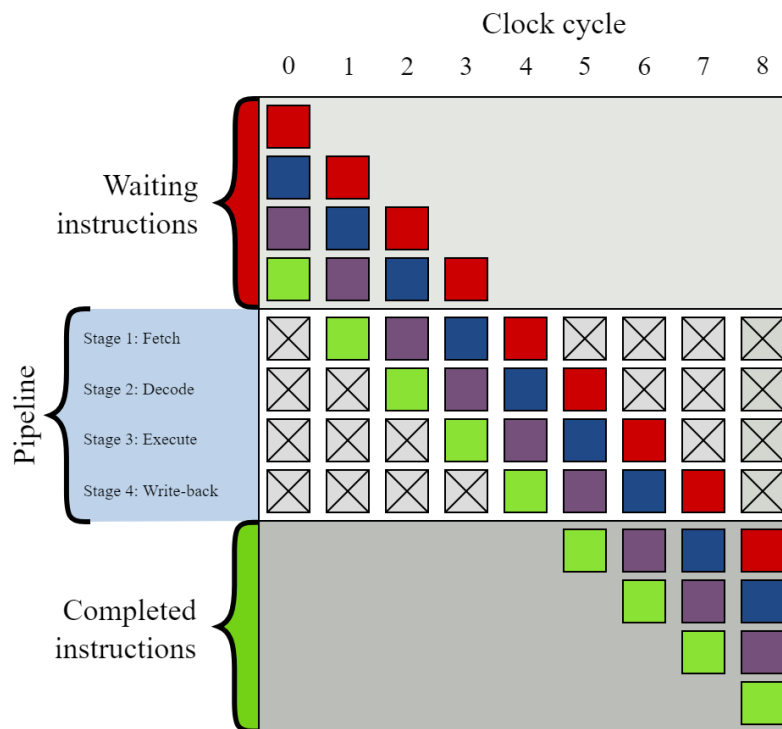 Clock cycle
0 1 2 3 4 5 6 7 8
Waiting
instructions
Pipeline
Stage 1: Fetch
Stage 2: Decode
Stage 3: Execute
Stage 4: Write-back
Completed
instructions